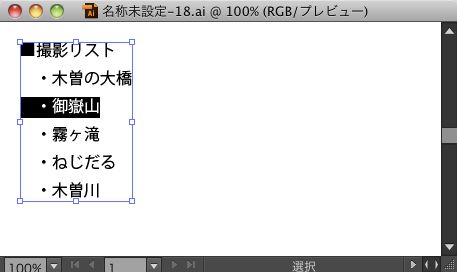 名称未設定-18.ai @ 100% (RGB/プレビュー)
■撮影リスト
・木曽の大橋
・御嶽山
・霧ヶ滝
・ねじだる
・木曽川
100%
1
選択